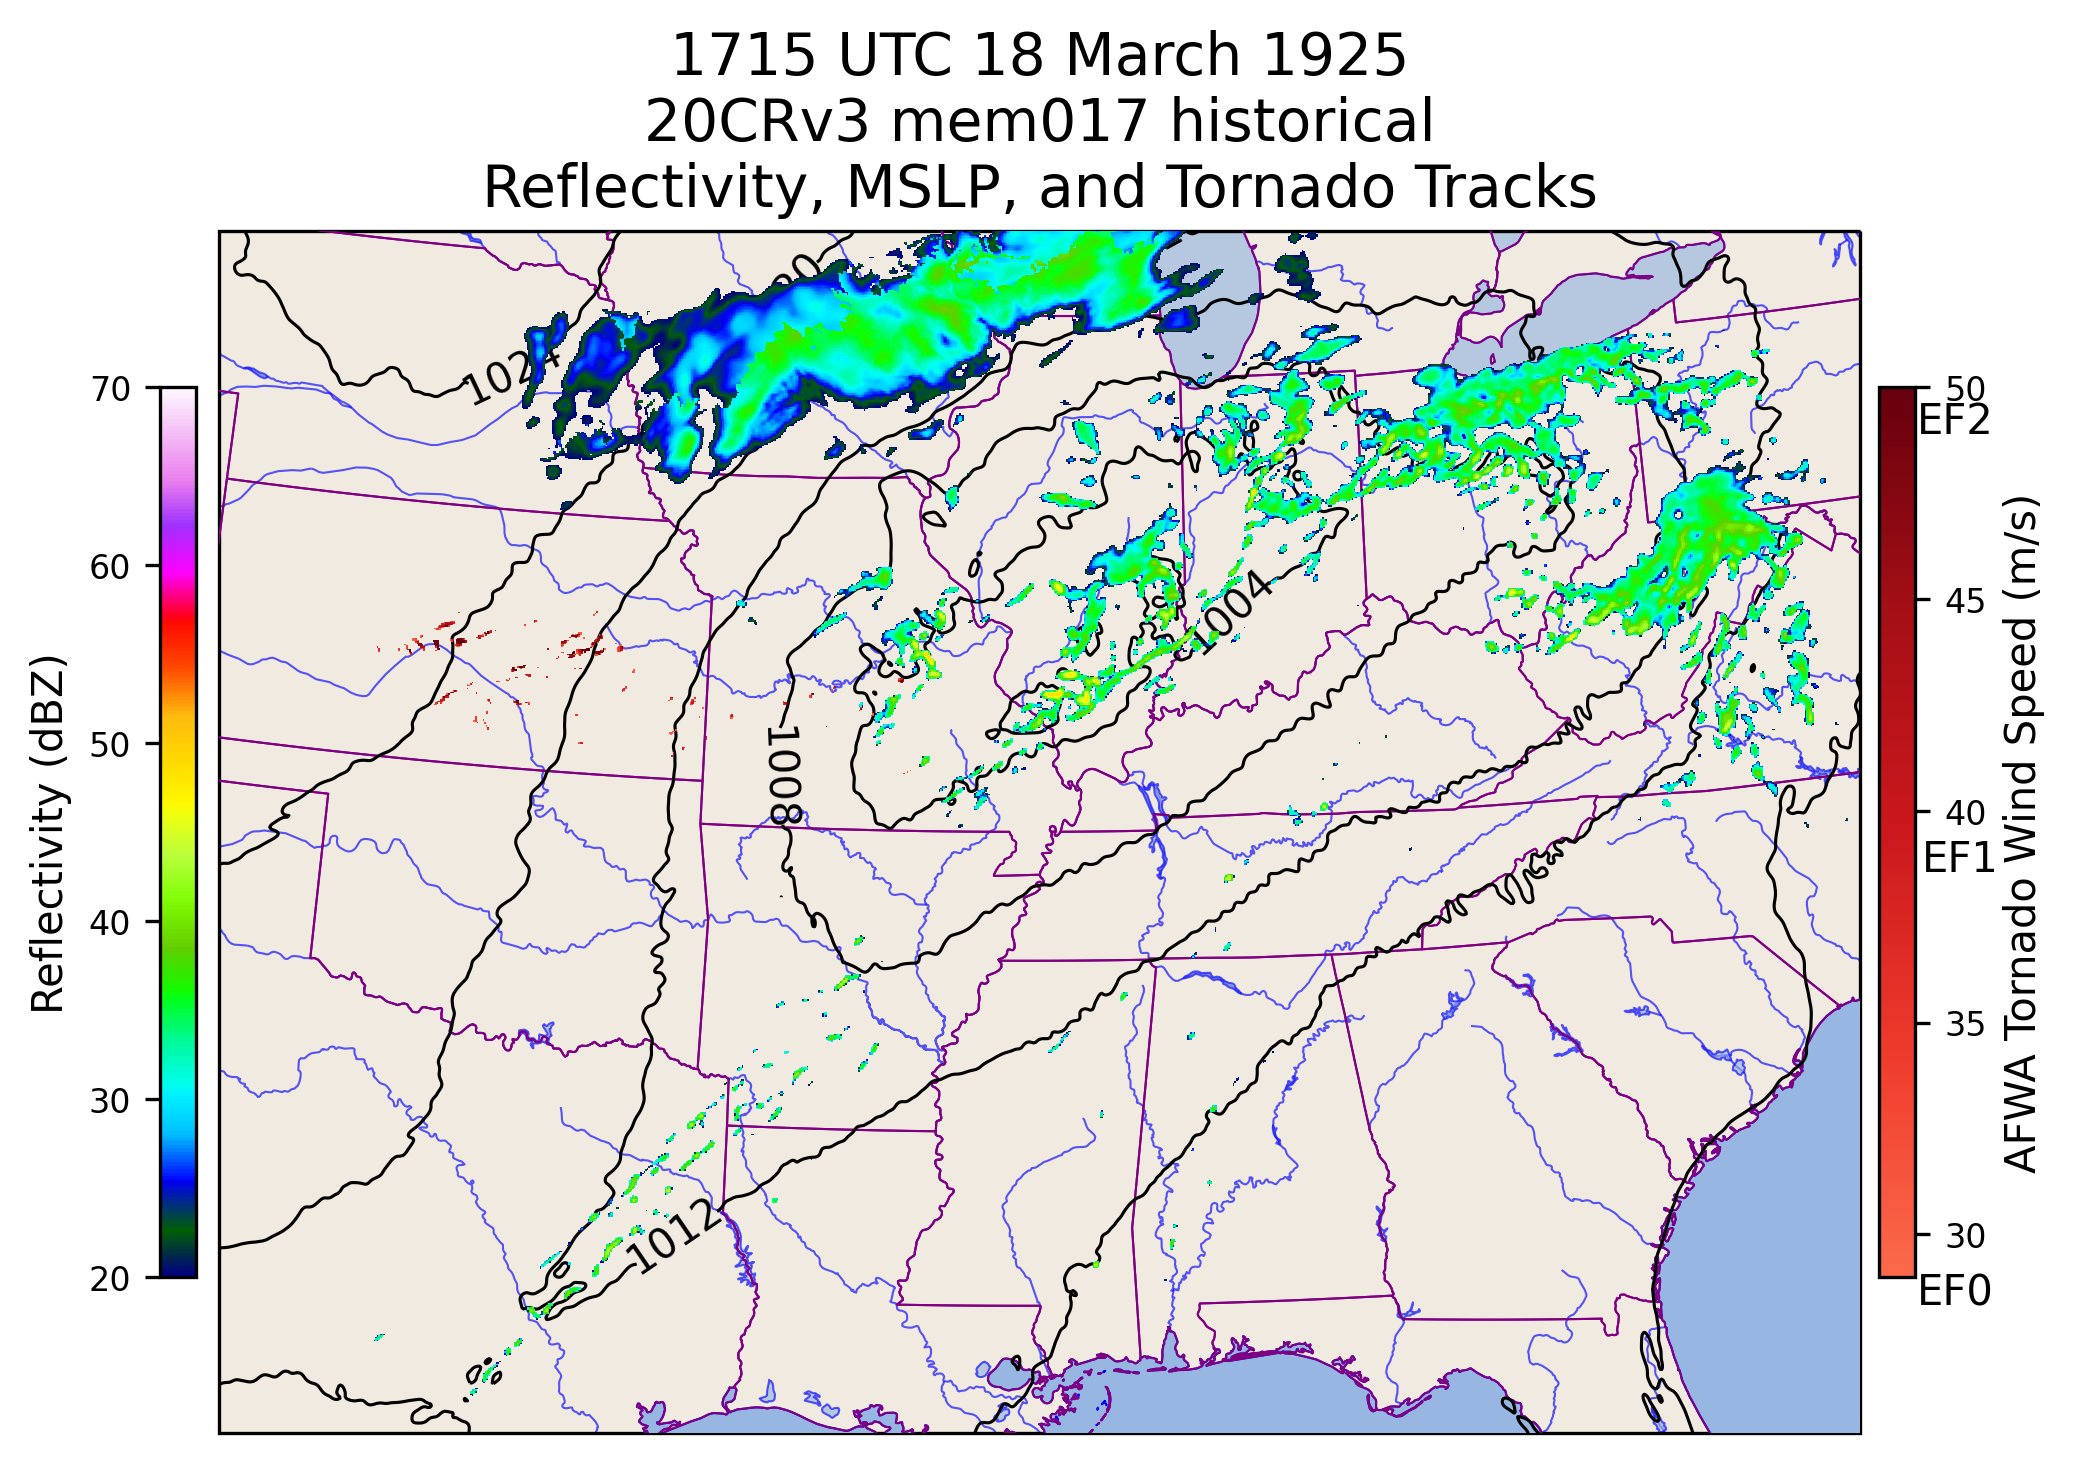 1715 UTC 18 March 1925
20CRv3 mem017 historical
Reflectivity, MSLP, and Tornado Tracks
Reflectivity (dBZ)
70
60
50
40
30
20
1024
1004
1008
1012
50
EF2
45
40
EF1
35
30
EF0
AFWA Tornado Wind Speed (m/s)